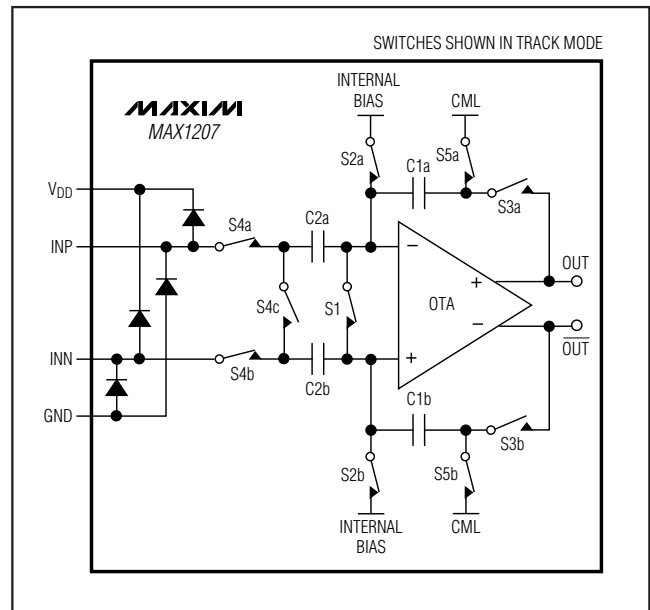 SWITCHES SHOWN IN TRACK MODE
INTERNAL
BIAS
CML
MAXIM
MAX1207
S2a
C1a
S5a
S3a
VDD
INP
S4a
C2a
S4c
S1
OTA
−
+
+
−
OUT
OUT
INN
S4b
C2b
GND
C1b
S3b
S2b
S5b
INTERNAL
BIAS
CML